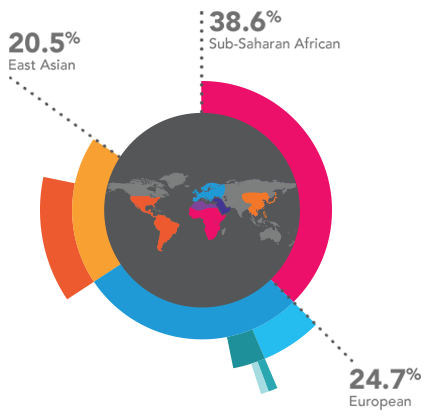 38.6%
Sub-Saharan African
20.5%
East Asian
24.7%
European